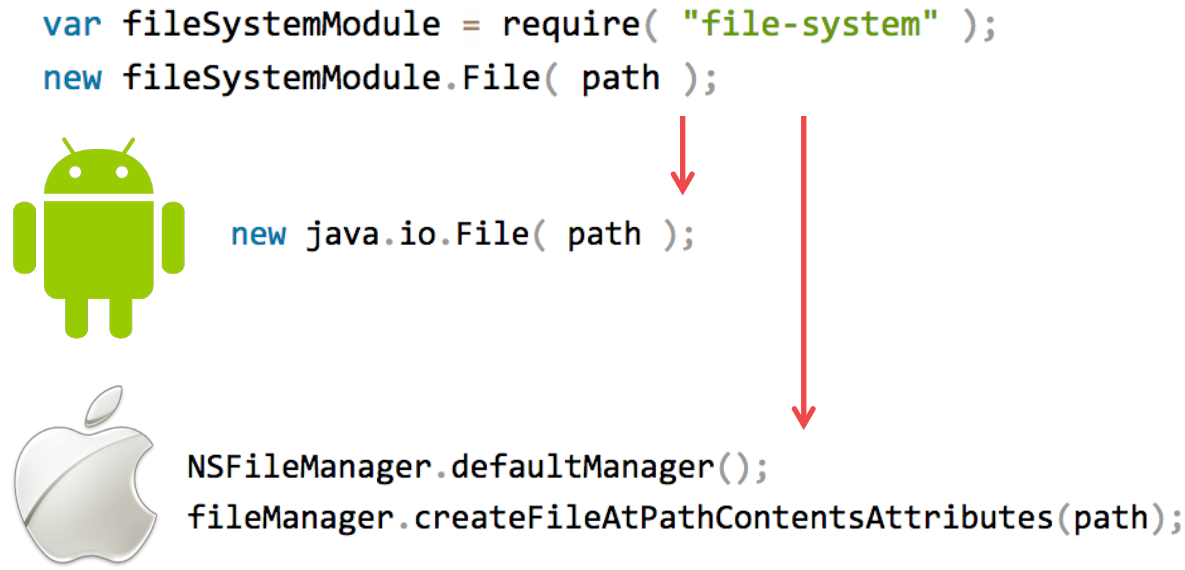 var fileSystemModule = require( "file-system" );
new fileSystemModule.File( path );
new java.io.File( path );
NSFileManager.defaultManager();
fileManager.createFileAtPathContentsAttributes(path);